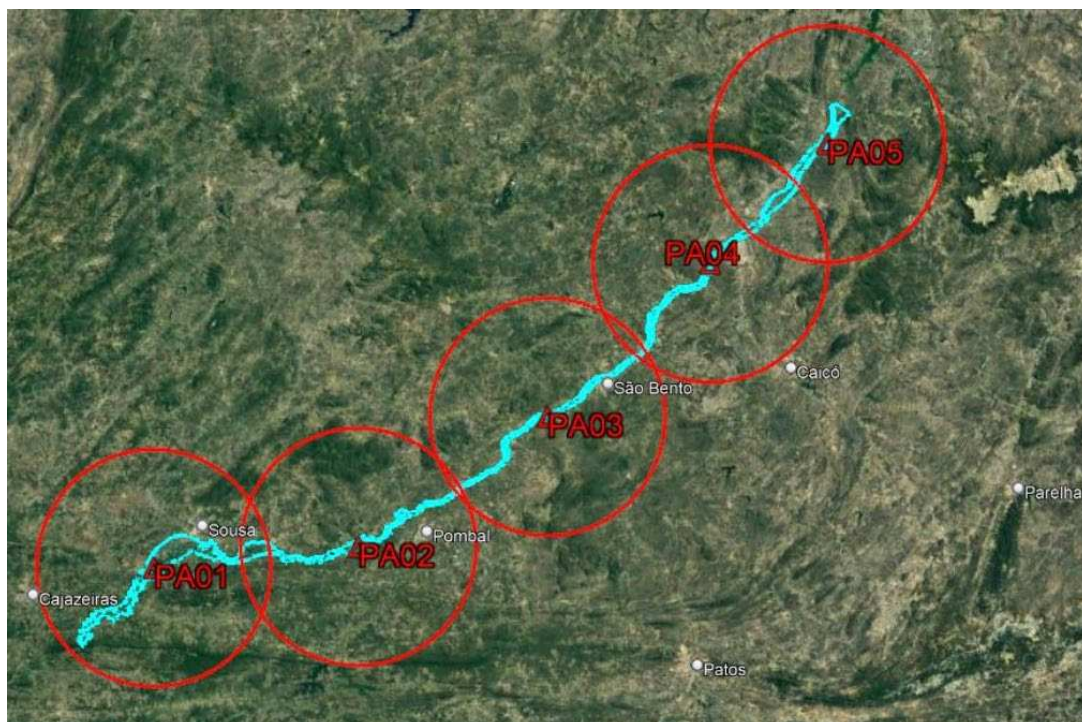 PA05
PA04
Caicó
São Bento
PA03
Parelha
Sousa
Pombal
PA02
PA01
Cajazeiras
Patos